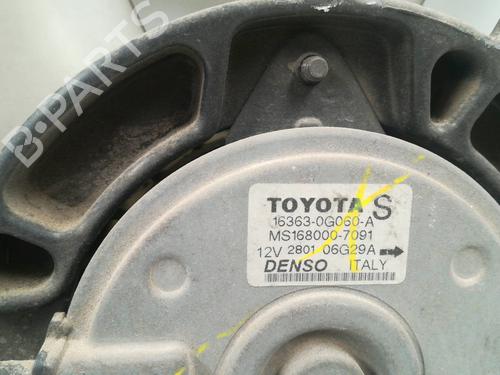 B-PARTS
TOYOTA S
16363-0G060-A
MS168000-7091
12V 2801 06G29A
DENSO ITALY